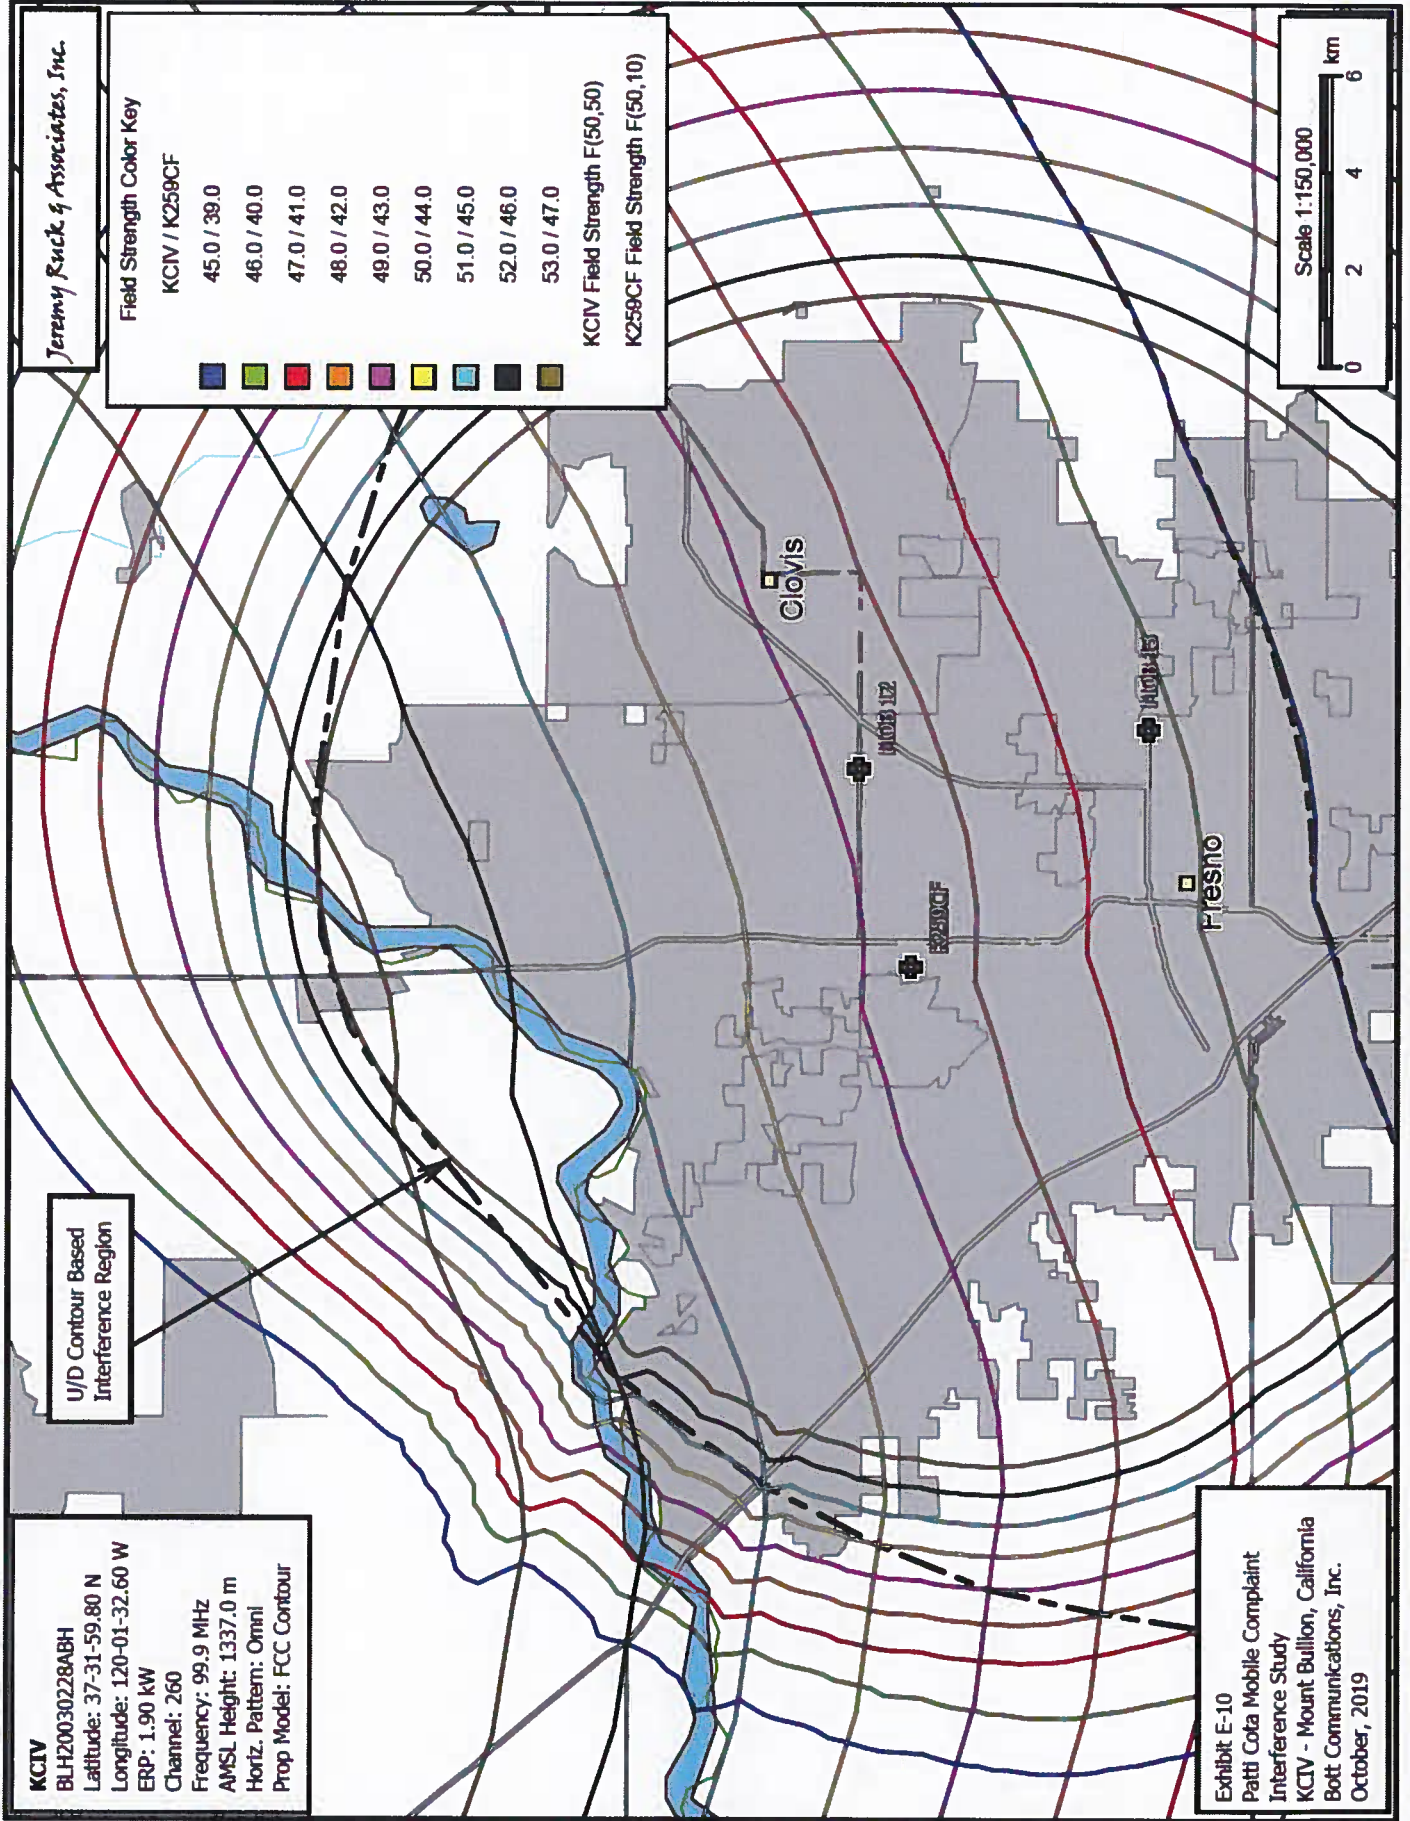 KCIV
BLH20030228ABH
Latitude: 37-31-59.80 N
Longitude: 120-01-32.60 W
ERP: 1.90 kW
Channel: 260
Frequency: 99.9 MHz
AMSL Height: 1337.0 m
Horiz. Pattern: Omni
Prop Model: FCC Contour
U/D Contour Based
Interference Region
Jeremy Ruck & Associates, Inc.
Field Strength Color Key
KCIV / K259CF
45.0 / 39.0
46.0 / 40.0
47.0 / 41.0
48.0 / 42.0
49.0 / 43.0
50.0 / 44.0
51.0 / 45.0
52.0 / 46.0
53.0 / 47.0
KCIV Field Strength F(50,50)
K259CF Field Strength F(50,10)
Clovis
K259CF
Fresno
Exhibit E-10
Patti Cota Mobile Complaint
Interference Study
KCIV - Mount Bullion, California
Bott Communications, Inc.
October, 2019
Scale 1:150,000
0 2 4 6 km